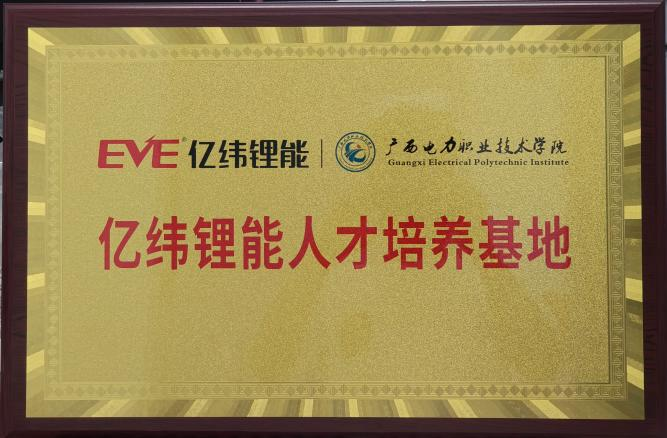 EVE® 亿纬锂能 广西电力职业技术学院
Guangxi Electrical Polytechnic Institute
亿纬锂能人才培养基地